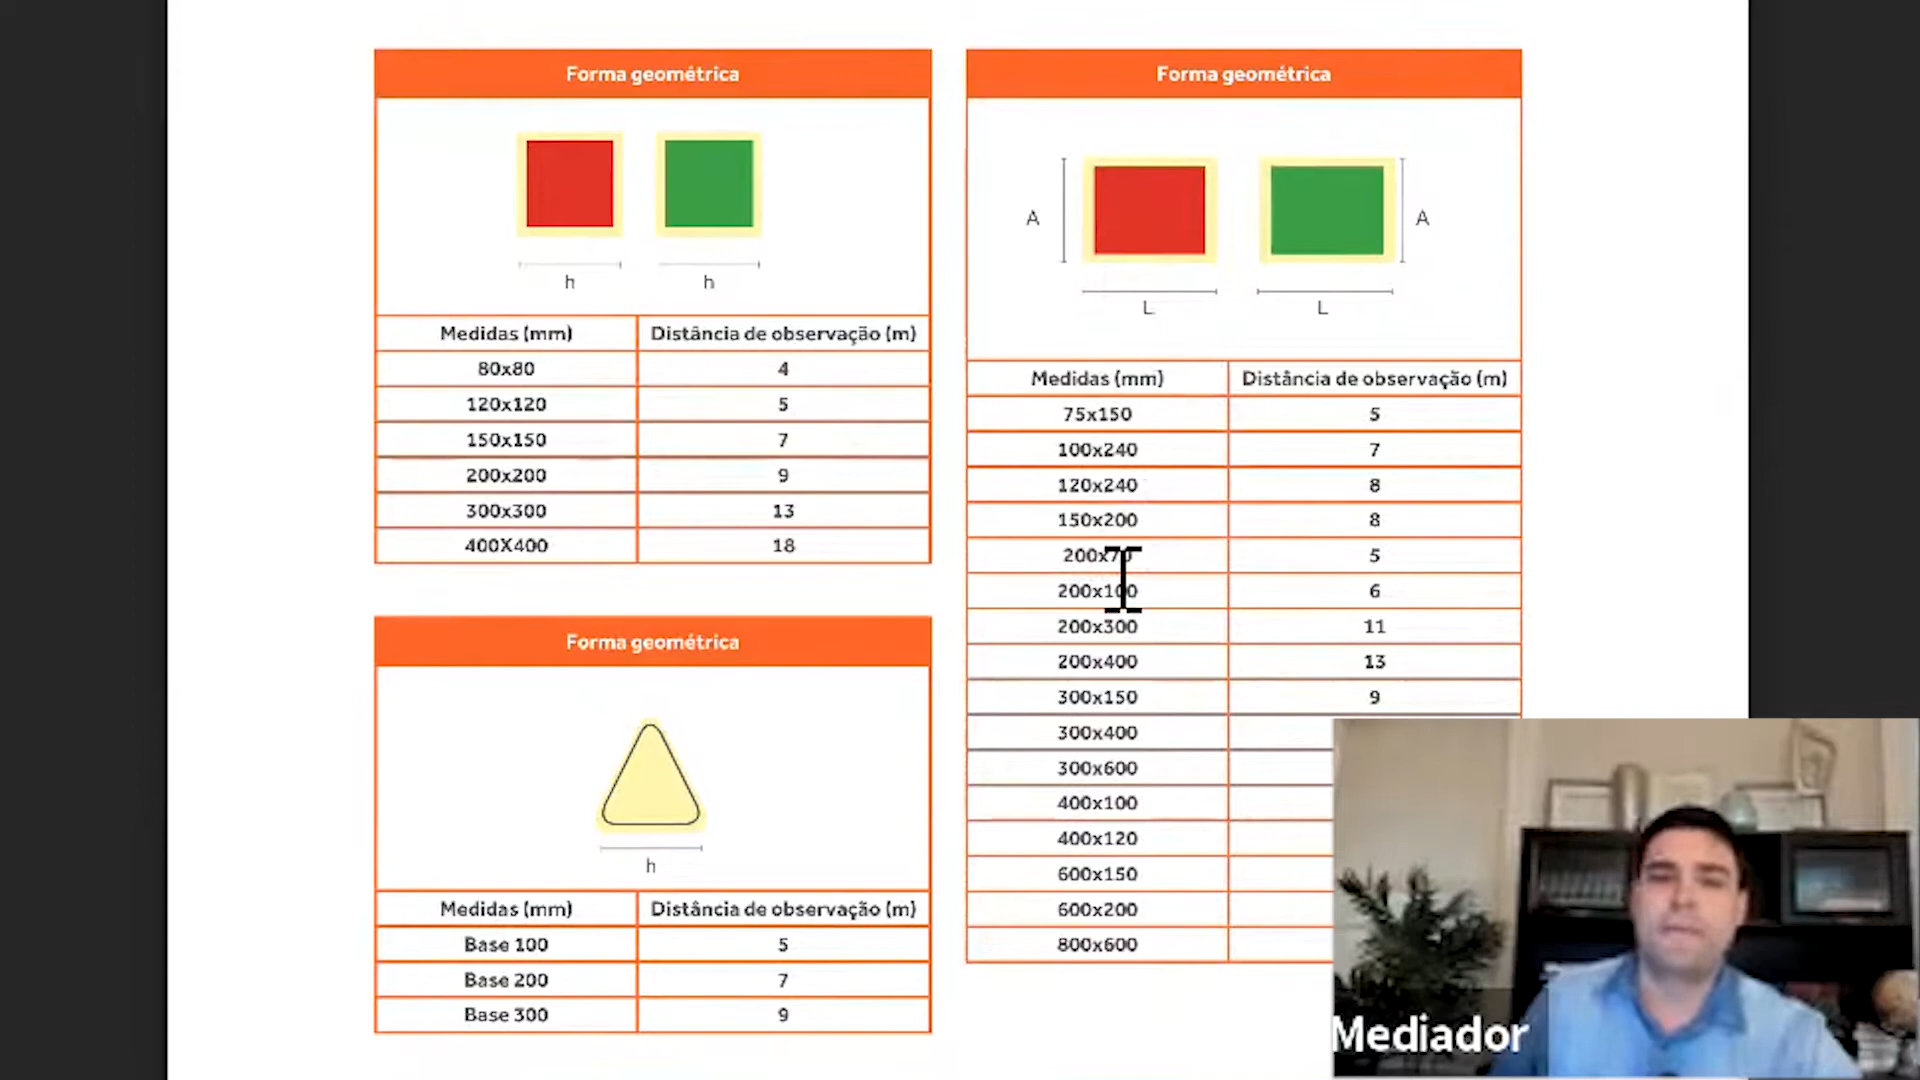 Forma geométrica
h h
Medidas (mm) Distância de observação (m)
80x80 4
120x120 5
150x150 7
200x200 9
300x300 13
400X400 18
Forma geométrica
h
Medidas (mm) Distância de observação (m)
Base 100 5
Base 200 7
Base 300 9
Forma geométrica
A A
L L
Medidas (mm) Distância de observação (m)
75x150 5
100x240 7
120x240 8
150x200 8
200x70 5
200x100 6
200x300 11
200x400 13
300x150 9
300x400
300x600
400x100
400x120
600x150
600x200
800x600
Mediador